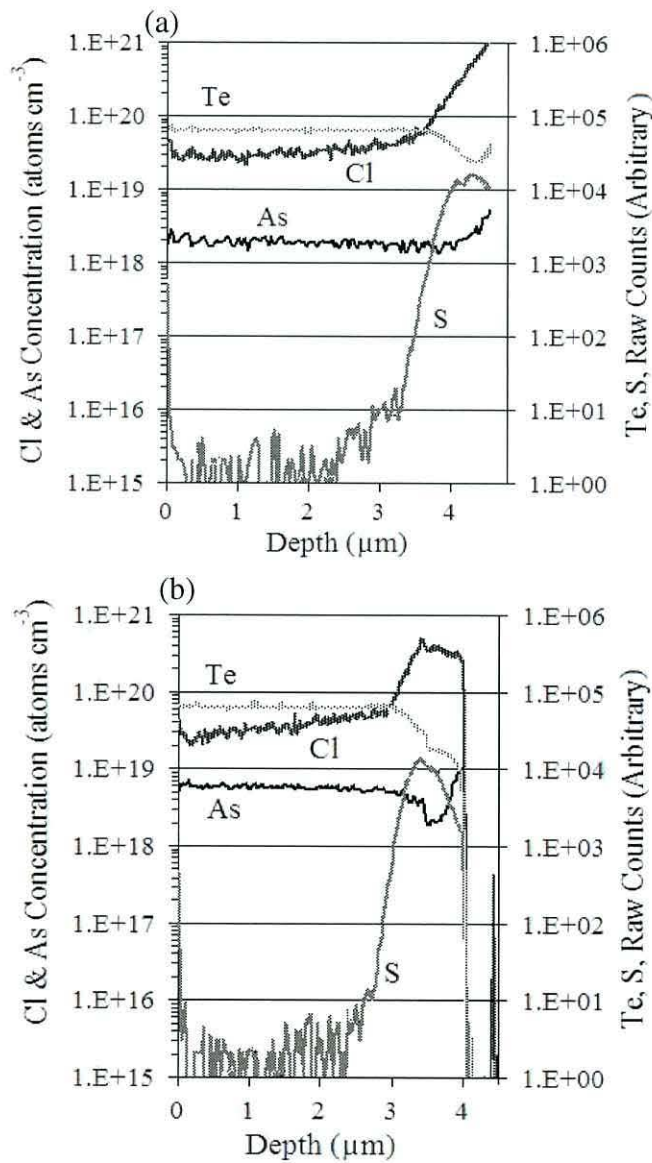 (a)
Cl & As Concentration (atoms cm-3)
1.E+21
1.E+20
1.E+19
1.E+18
1.E+17
1.E+16
1.E+15
Te
Cl
As
S
1.E+06
1.E+05
1.E+04
1.E+03
1.E+02
1.E+01
1.E+00
Te, S, Raw Counts (Arbitrary )
0 1 2 3 4
Depth (µm)
(b)
Cl & As Concentration (atoms cm-3)
1.E+21
1.E+20
1.E+19
1.E+18
1.E+17
1.E+16
1.E+15
Te
Cl
As
S
1.E+06
1.E+05
1.E+04
1.E+03
1.E+02
1.E+01
1.E+00
Te, S, Raw Counts (Arbitrary)
0 1 2 3 4
Depth (µm)